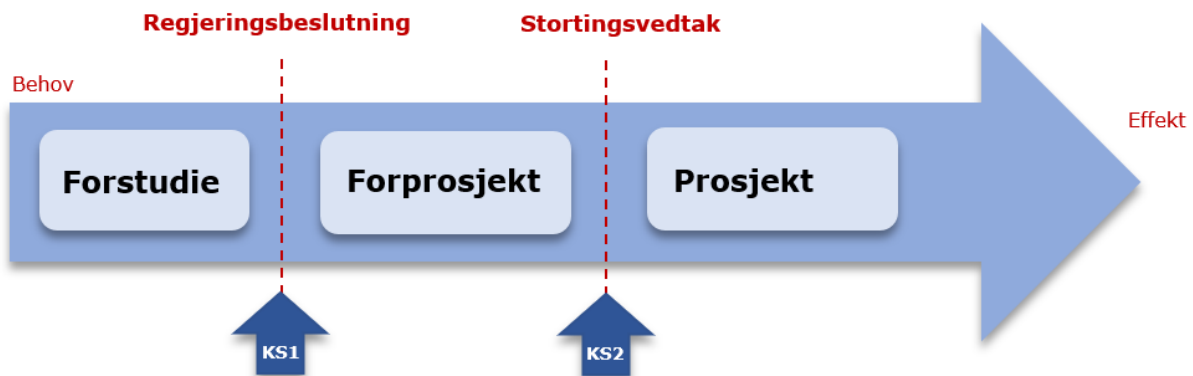 Regjeringsbeslutning
Stortingsvedtak
Behov
Effekt
Forstudie
Forprosjekt
Prosjekt
KS1
KS2